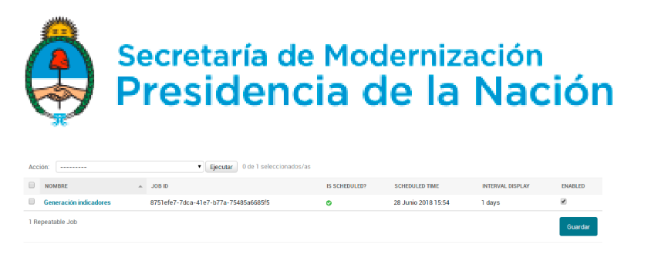 Secretaría de Modernización
Presidencia de la Nación
Acción: --------- Ejecutar 0 de 1 seleccionados/as
NOMBRE JOB ID IS SCHEDULED? SCHEDULED TIME INTERVAL DISPLAY ENABLED
Generación indicadores 8751efe7-7dca-41e7-b77a-75485a6685f5 28 Junio 2018 15:54 1 days
1 Repeatable Job
Guardar